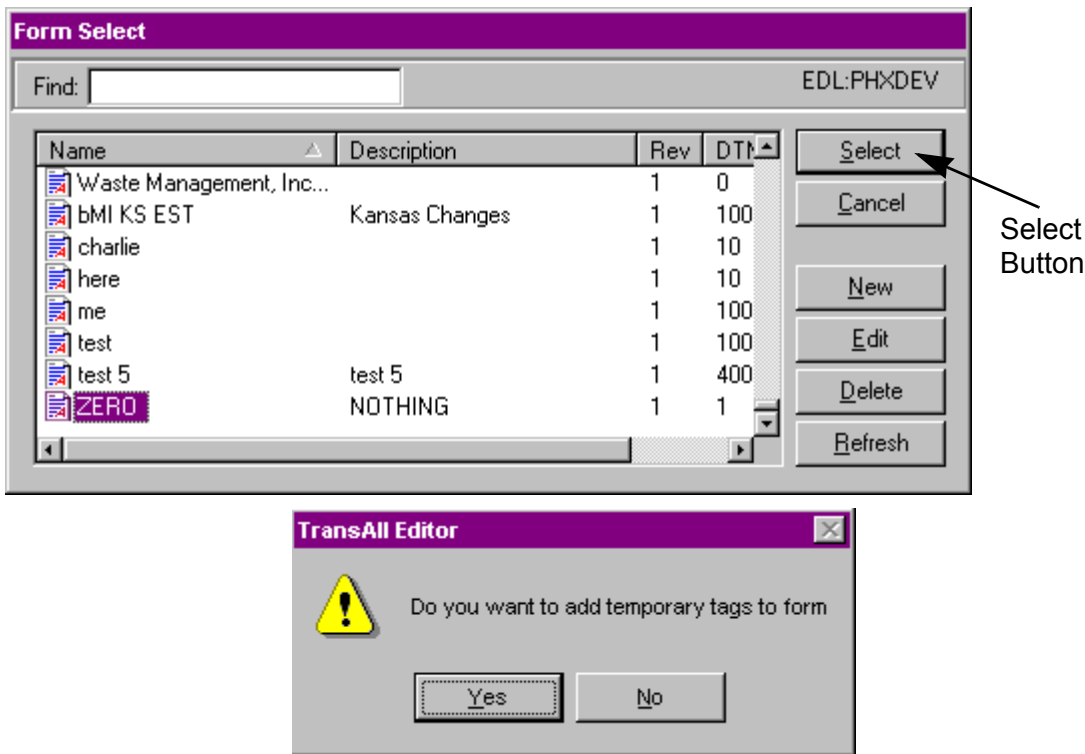 Form Select
Find: EDL:PHXDEV
Name Description Rev
Waste Management, Inc... 1 0
bMI KS EST Kansas Changes 1 100
charlie 1 10
here 1 10
me 1 100
test 1 100
test 5 test 5 1 400
ZERO NOTHING 1 1
Select
Cancel
New
Edit
Delete
Refresh
Select
Button
TransAll Editor
Do you want to add temporary tags to form
Yes No